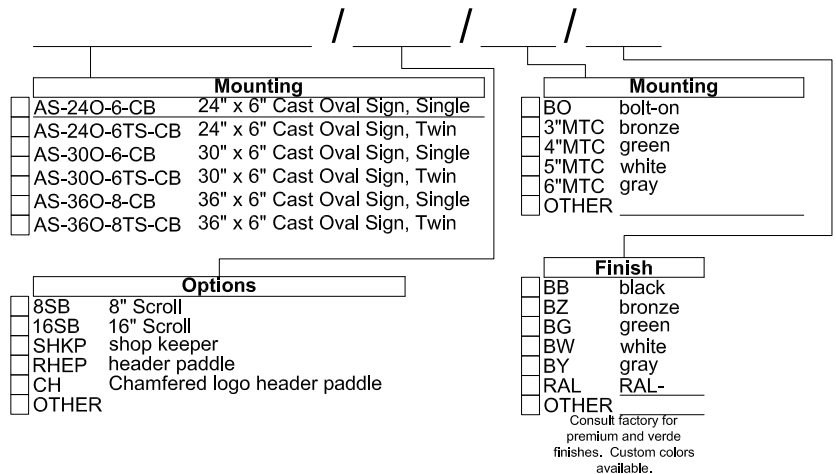 / / /
Mounting
AS-24O-6-CB 24" x 6" Cast Oval Sign, Single
AS-24O-6TS-CB 24" x 6" Cast Oval Sign, Twin
AS-30O-6-CB 30" x 6" Cast Oval Sign, Single
AS-30O-6TS-CB 30" x 6" Cast Oval Sign, Twin
AS-36O-8-CB 36" x 6" Cast Oval Sign, Single
AS-36O-8TS-CB 36" x 6" Cast Oval Sign, Twin
Mounting
BO bolt-on
3"MTC bronze
4"MTC green
5"MTC white
6"MTC gray
OTHER
Options
8SB 8" Scroll
16SB 16" Scroll
SHKP shop keeper
RHEP header paddle
CH Chamfered logo header paddle
OTHER
Finish
BB black
BZ bronze
BG green
BW white
BY gray
RAL RAL-
OTHER
Consult factory for
premium and verde
finishes. Custom colors
available.